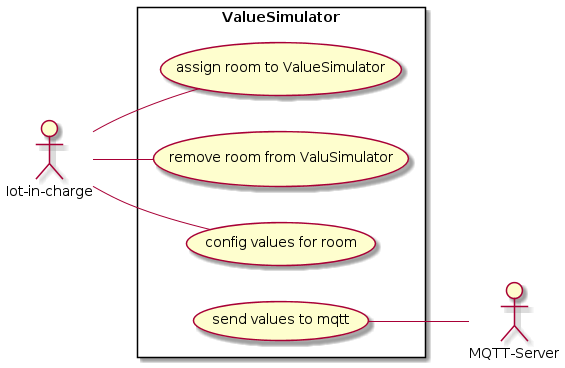 ValueSimulator
assign room to ValueSimulator
remove room from ValuSimulator
Iot-in-charge
config values for room
send values to mqtt
MQTT-Server